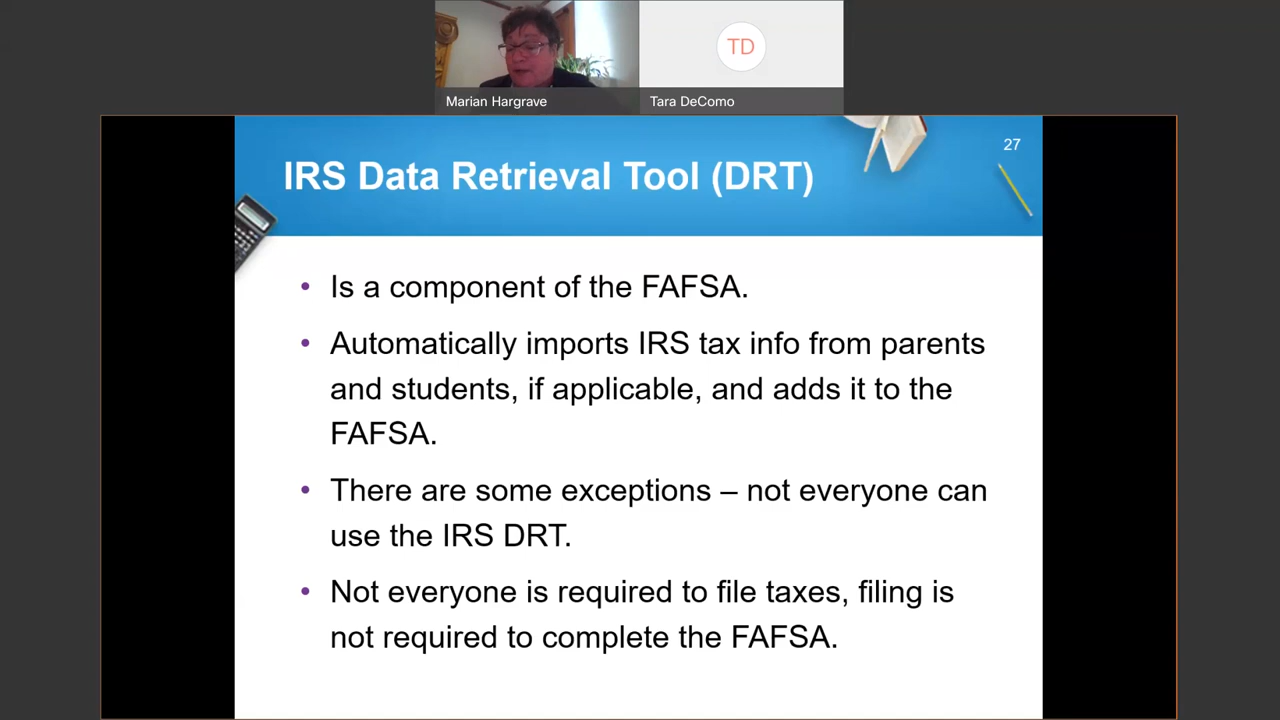 TD
Marian Hargrave
Tara DeComo
27
IRS Data Retrieval Tool (DRT)
• Is a component of the FAFSA.
• Automatically imports IRS tax info from parents
and students, if applicable, and adds it to the
FAFSA.
• There are some exceptions – not everyone can
use the IRS DRT.
• Not everyone is required to file taxes, filing is
not required to complete the FAFSA.